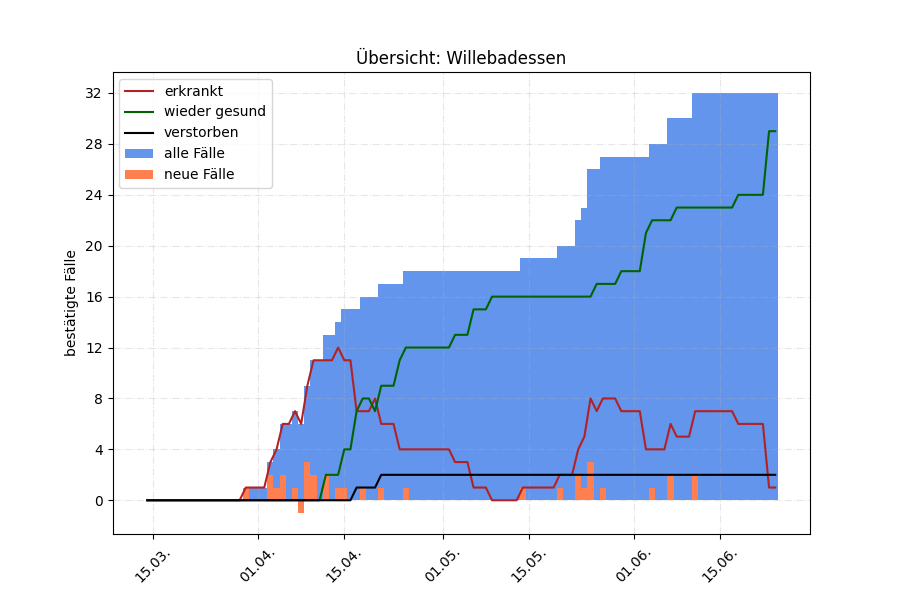 Übersicht: Willebadessen
erkrankt
wieder gesund
verstorben
alle Fälle
neue Fälle
bestätigte Fälle
32
28
24
20
16
12
8
4
0
15.03.
01.04.
15.04.
01.05.
15.05.
01.06.
15.06.